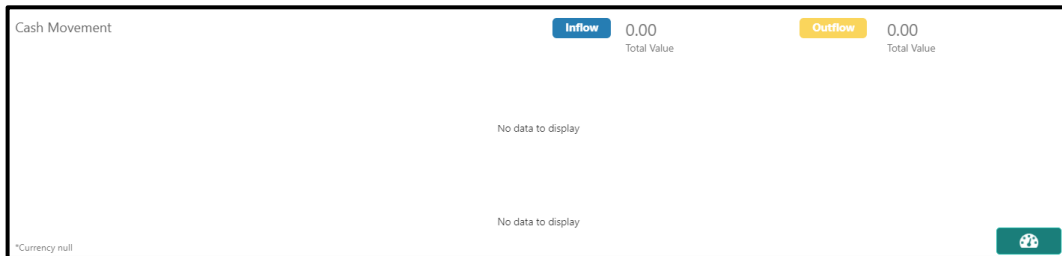 Cash Movement
Inflow
0.00
Total Value
Outflow
0.00
Total Value
No data to display
No data to display
*Currency null